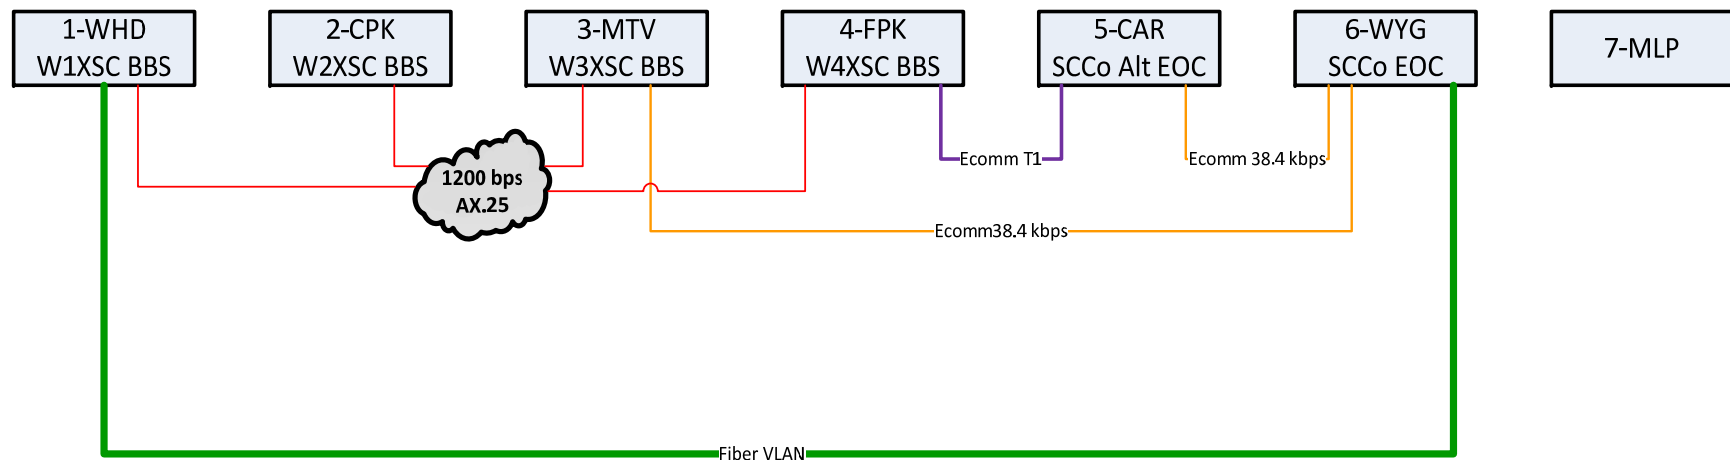 1-WHD
W1XSC BBS
2-CPK
W2XSC BBS
3-MTV
W3XSC BBS
4-FPK
W4XSC BBS
5-CAR
SCCo Alt EOC
6-WYG
SCCo EOC
7-MLP
Ecomm T1
Ecomm 38.4 kbps
1200 bps
AX.25
Ecomm38.4 kbps
Fiber VLAN